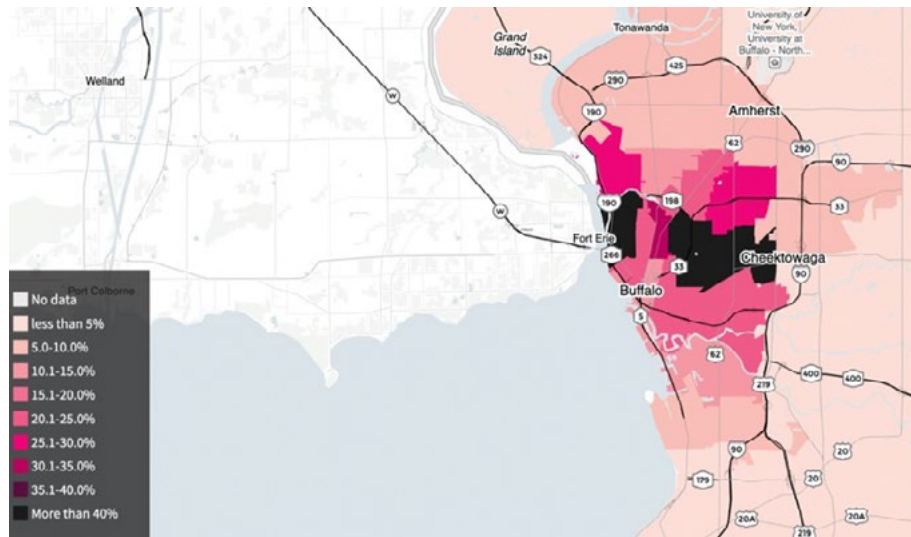 University of
New York,
University at
Buffalo - North...
Tonawanda
Grand
Island
324
425
290
Welland
190
Amherst
W
62
290
90
W
190
198
33
Fort Erie
266
33
Cheektowaga
90
Buffalo
5
62
400
400
219
90
20
179
20
20A
20A
219
No data
Port Colborne
less than 5%
5.0-10.0%
10.1-15.0%
15.1-20.0%
20.1-25.0%
25.1-30.0%
30.1-35.0%
35.1-40.0%
More than 40%